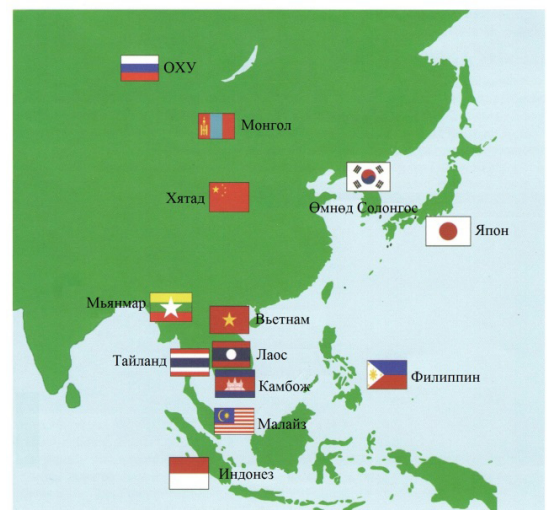 ОХУ
Монгол
Хятад
Өмнөд Солонгос
Япон
Мьянмар
Вьетнам
Тайланд
Лаос
Камбож
Филиппин
Малайз
Индонез